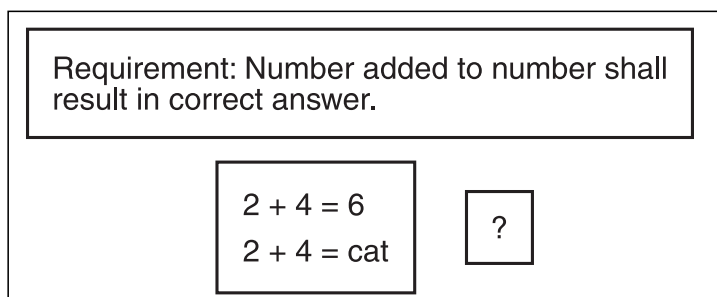 Requirement: Number added to number shall
result in correct answer.
2 + 4 = 6
2 + 4 = cat
?